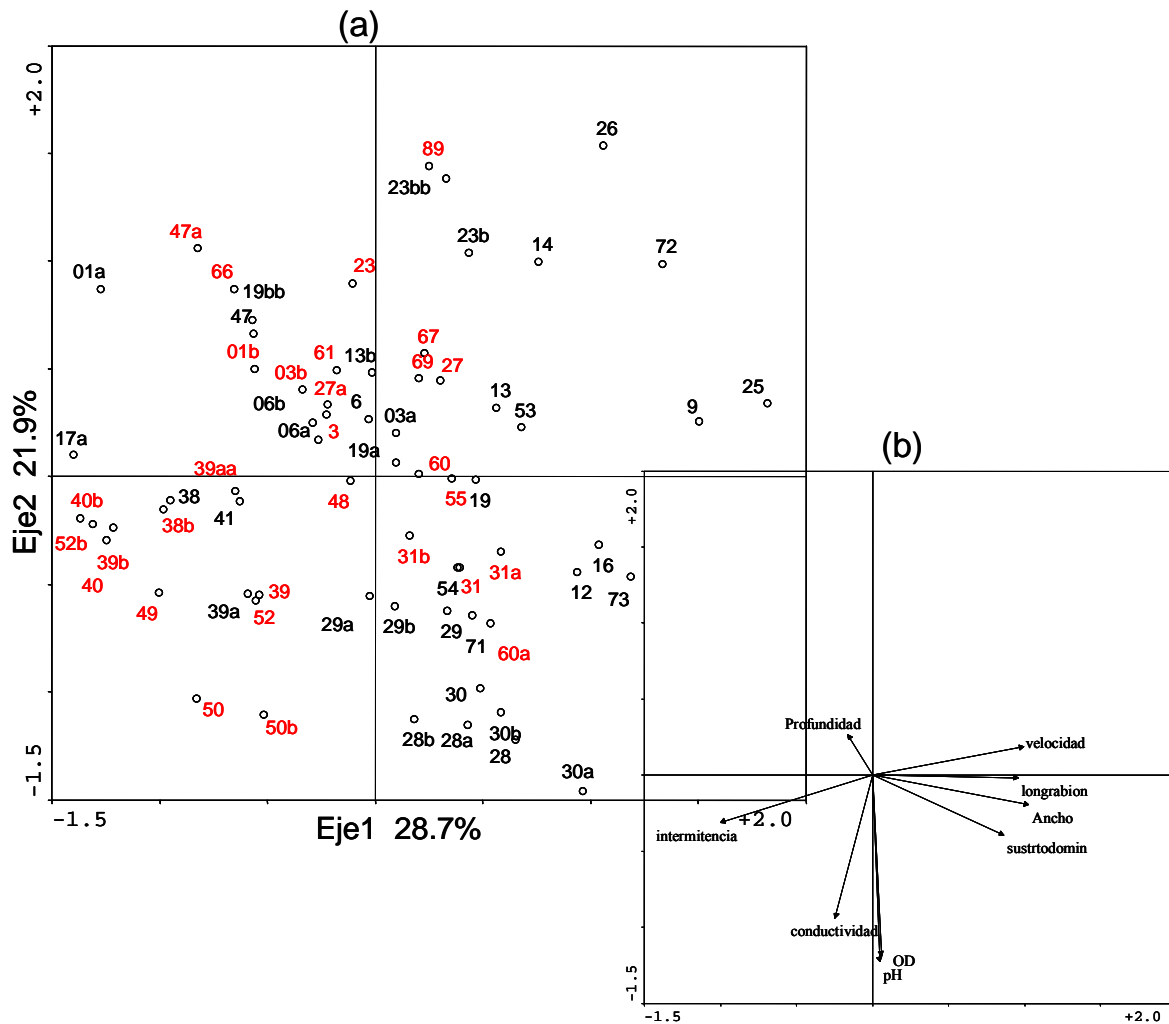 (a)
+2.0
26
89
23bb
23b
14
72
47a
01a
66
19bb
23
47
01b
61
13b
67
03b
69
27
27a
25
06b
6
03a
13
53
9
06a
3
17a
19a
39aa
60
(b)
Eje2 21.9%
40b
38
48
55
19
38b
41
52b
39b
31b
31a
16
40
54
31
12
73
49
39a
39
52
29a
29b
29
71
60a
50
50b
30
28b
28a
30b
28
30a
-1.5
-1.5
Eje1 28.7%
+2.0
+2.0
Profundidad
velocidad
longrabion
Ancho
intermitencia
sustrtodomin
conductividad
OD
pH
-1.5
-1.5
+2.0